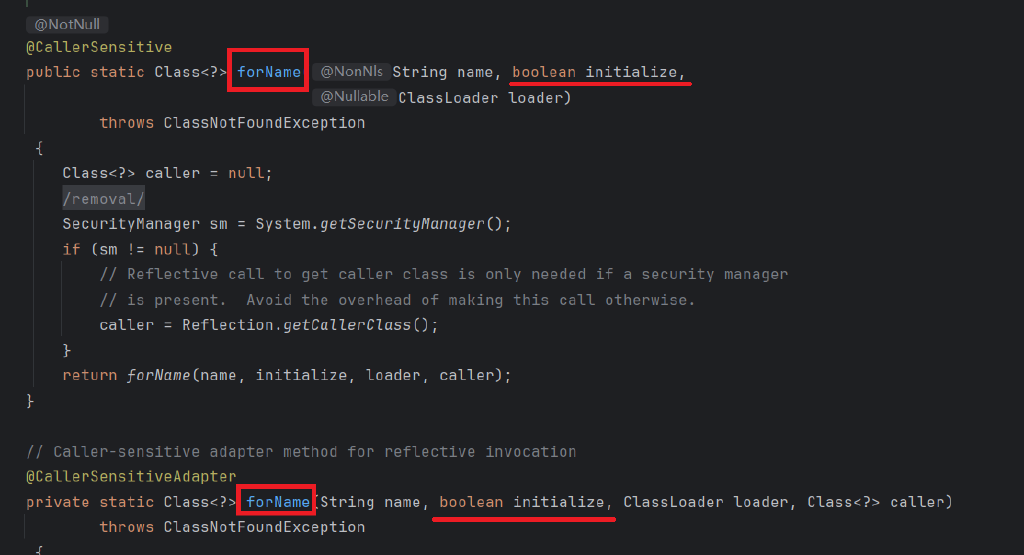 @NotNull
@CallerSensitive
public static Class<?> forName @NonNls String name, boolean initialize,
@Nullable ClassLoader loader)
throws ClassNotFoundException
{
Class<?> caller = null;
/removal/
SecurityManager sm = System.getSecurityManager();
if (sm != null) {
// Reflective call to get caller class is only needed if a security manager
// is present.  Avoid the overhead of making this call otherwise.
caller = Reflection.getCallerClass();
}
return forName(name, initialize, loader, caller);
}
// Caller-sensitive adapter method for reflective invocation
@CallerSensitiveAdapter
private static Class<?> forName(String name, boolean initialize, ClassLoader loader, Class<?> caller)
throws ClassNotFoundException
{